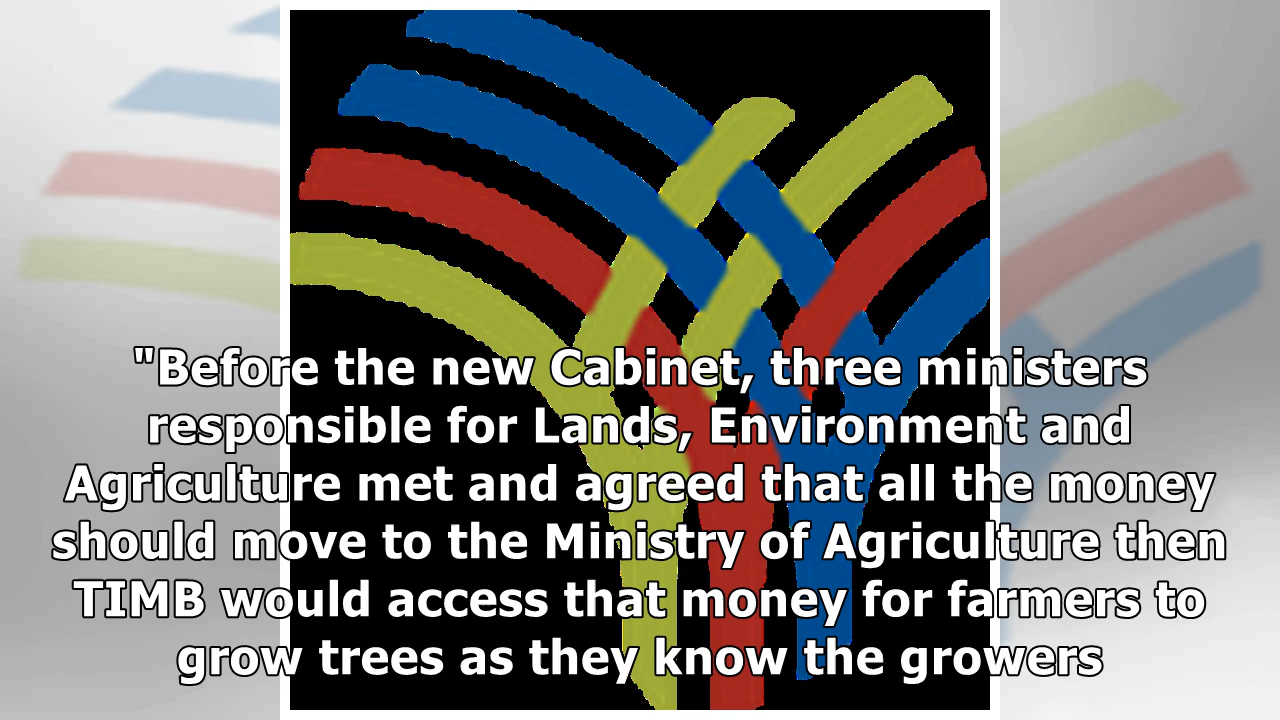 "Before the new Cabinet, three ministers
responsible for Lands, Environment and
Agriculture met and agreed that all the money
should move to the Ministry of Agriculture then
TIMB would access that money for farmers to
grow trees as they know the growers